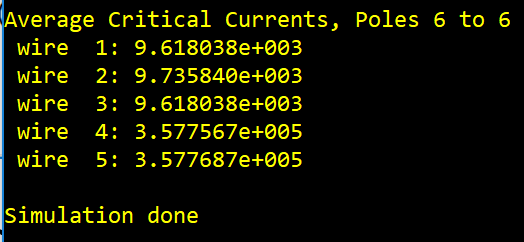 Average Critical Currents, Poles 6 to 6
wire  1: 9.618038e+003
wire  2: 9.735840e+003
wire  3: 9.618038e+003
wire  4: 3.577567e+005
wire  5: 3.577687e+005
Simulation done